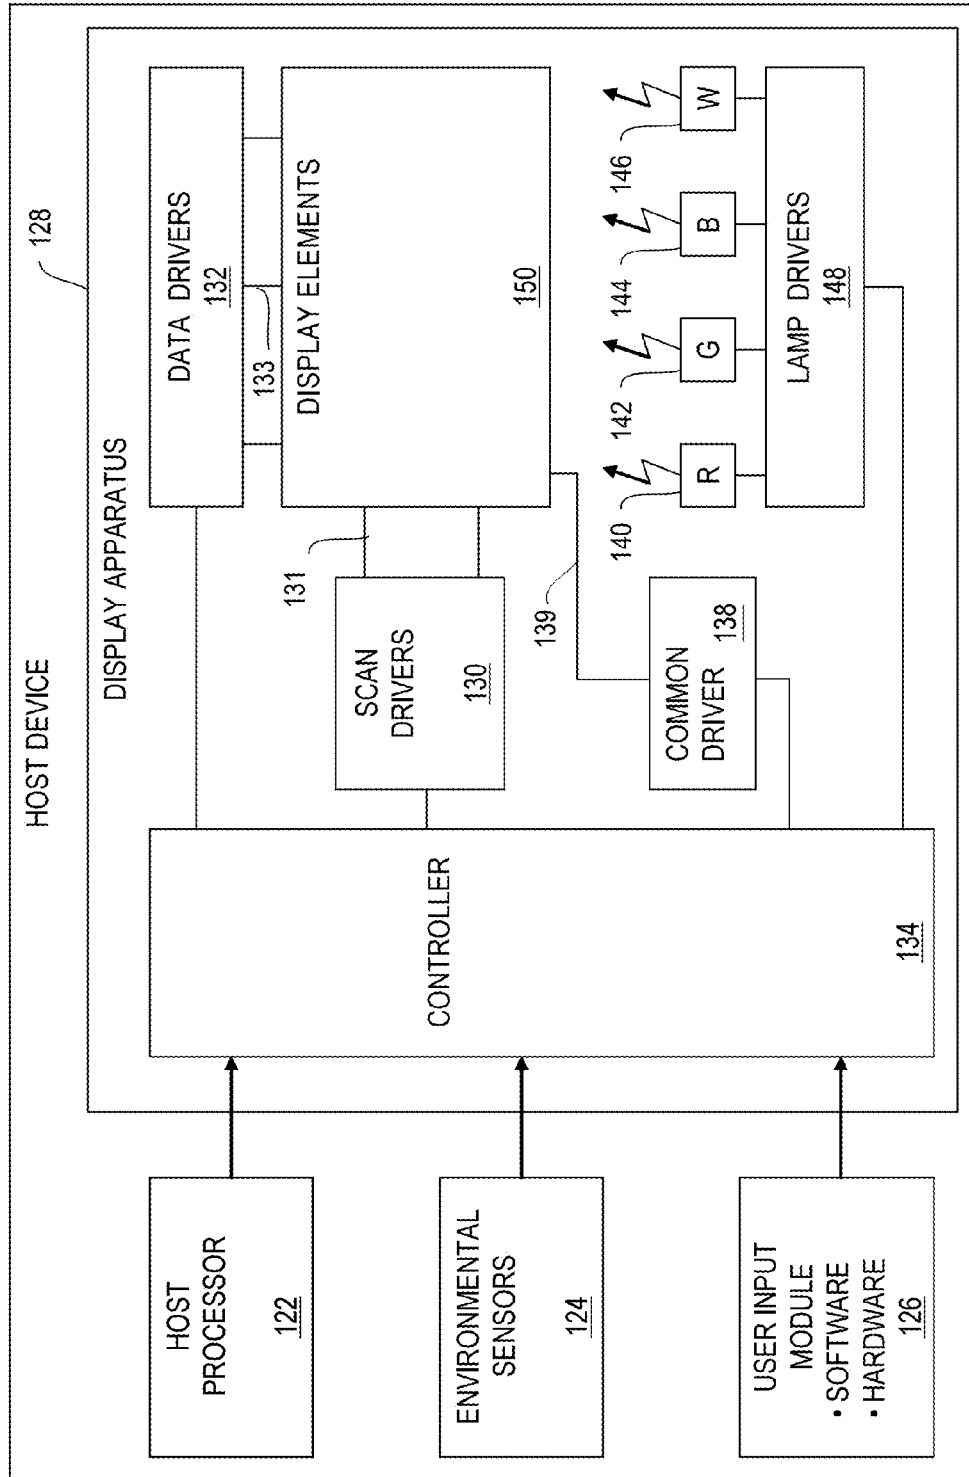 HOST DEVICE
128
DISPLAY APPARATUS
HOST
PROCESSOR
122
ENVIRONMENTAL
SENSORS
124
USER INPUT
MODULE
• SOFTWARE
• HARDWARE
126
CONTROLLER
134
SCAN
DRIVERS
130
131
COMMON
DRIVER
138
139
DATA DRIVERS
132
133
DISPLAY ELEMENTS
150
140
R
142
G
144
B
146
W
LAMP DRIVERS
148